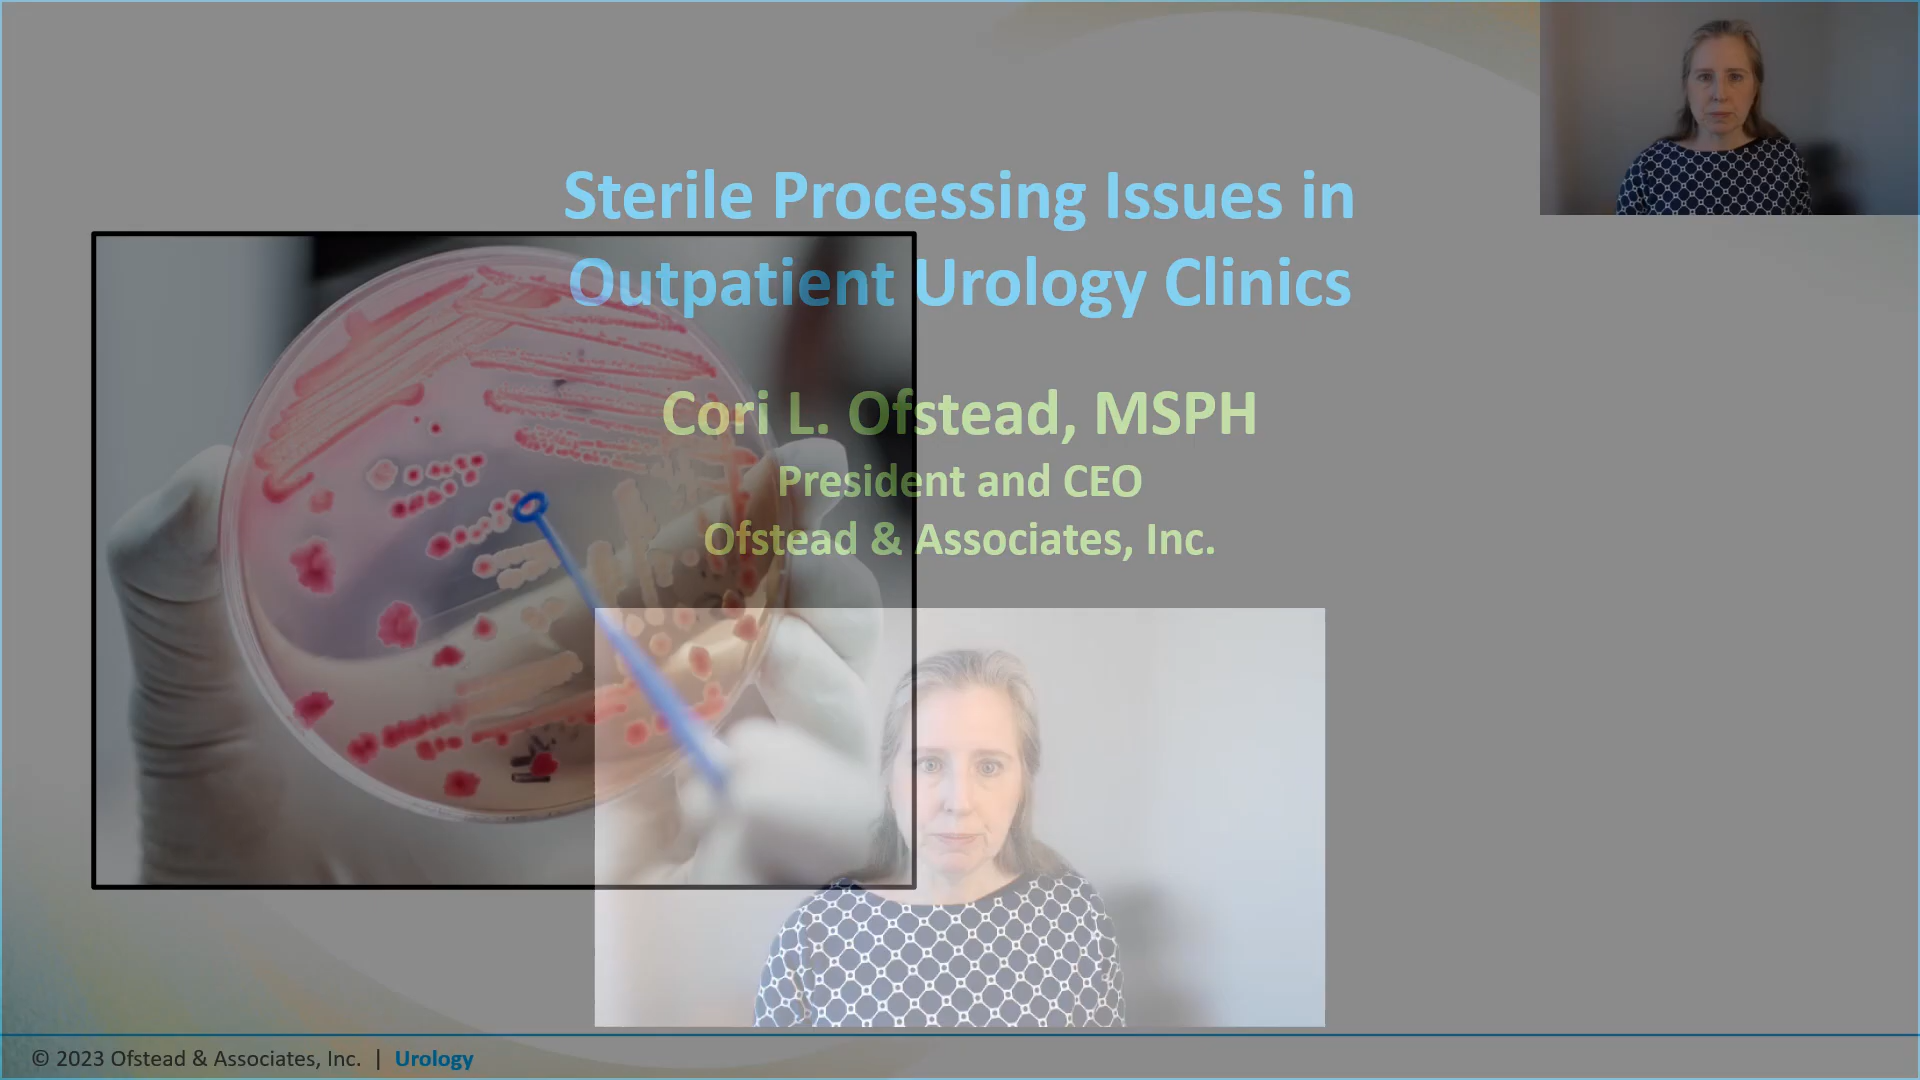 Sterile Processing Issues in
Outpatient Urology Clinics
Cori L. Ofstead, MSPH
President and CEO
Ofstead & Associates, Inc.
© 2023 Ofstead & Associates, Inc. | Urology